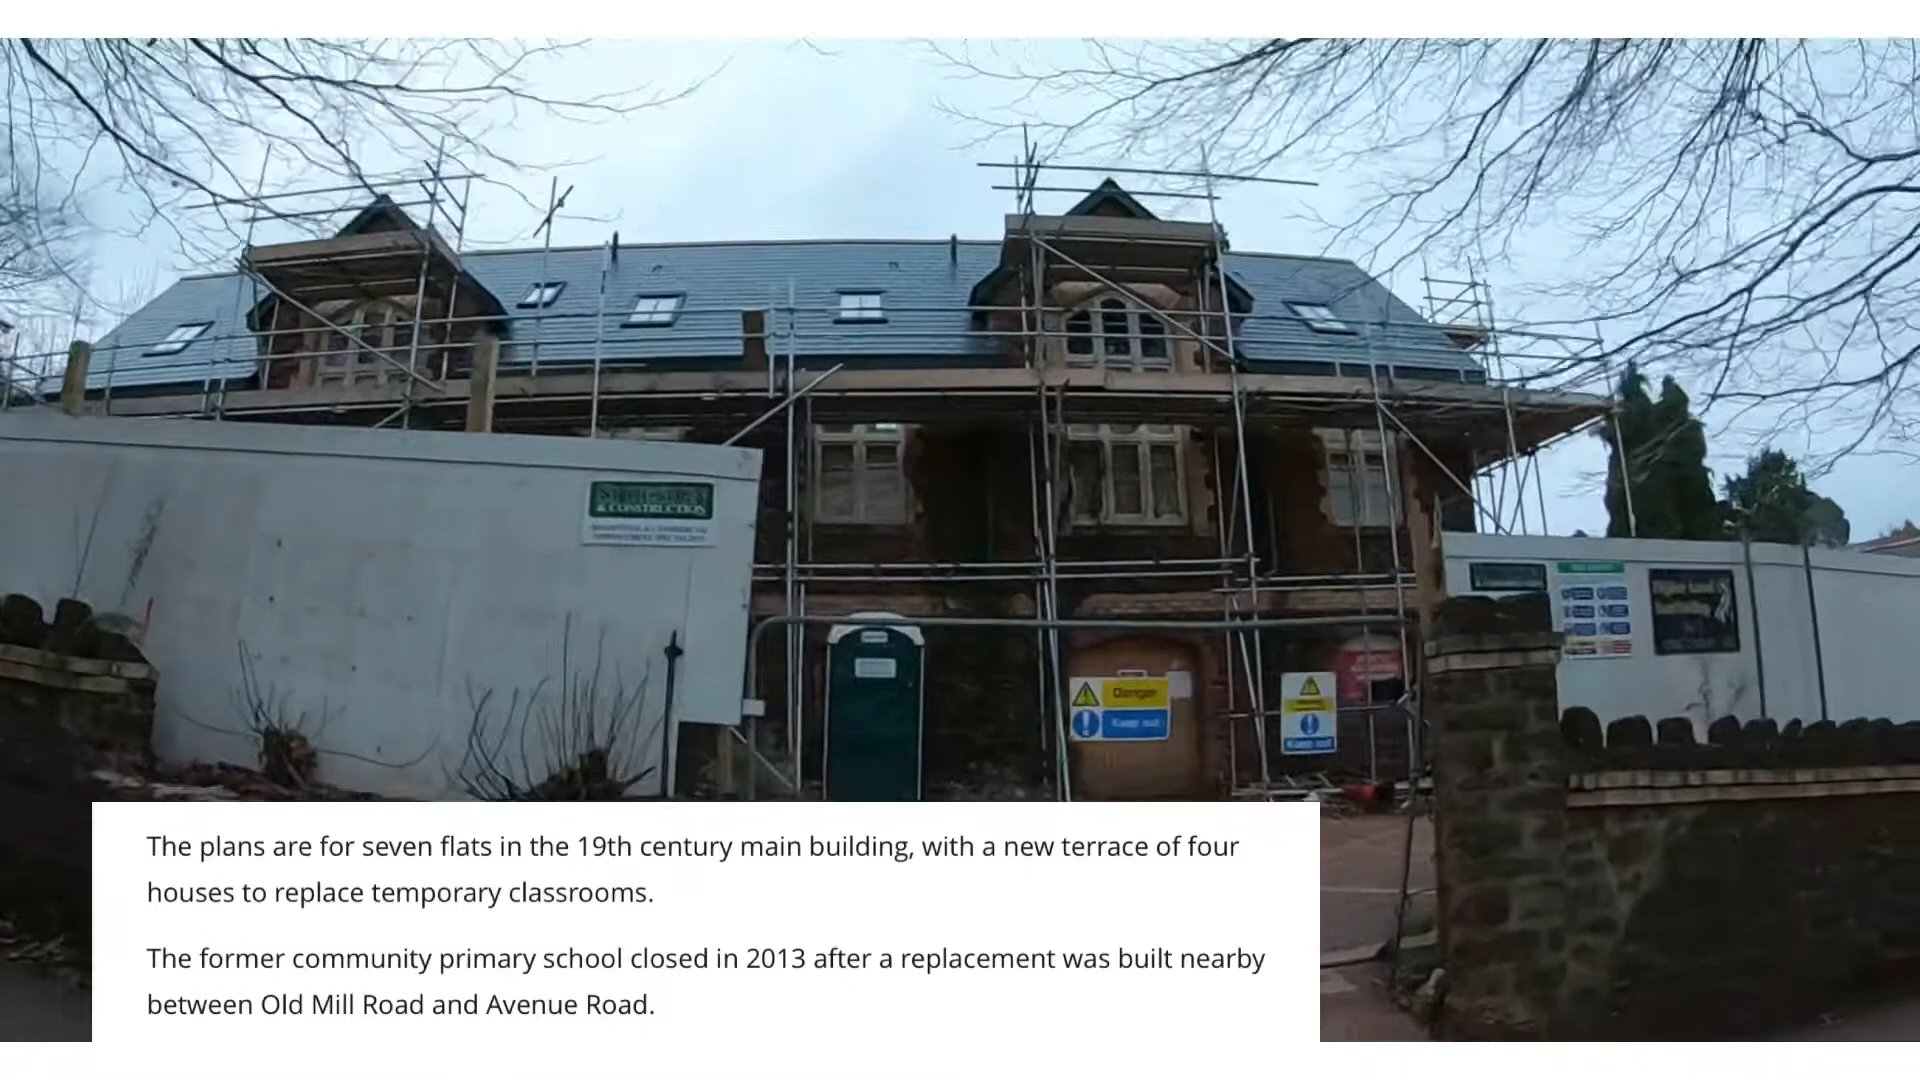 & CONSTRUCTION
Danger
Keep out
Keep out
The plans are for seven flats in the 19th century main building, with a new terrace of four
houses to replace temporary classrooms.
The former community primary school closed in 2013 after a replacement was built nearby
between Old Mill Road and Avenue Road.